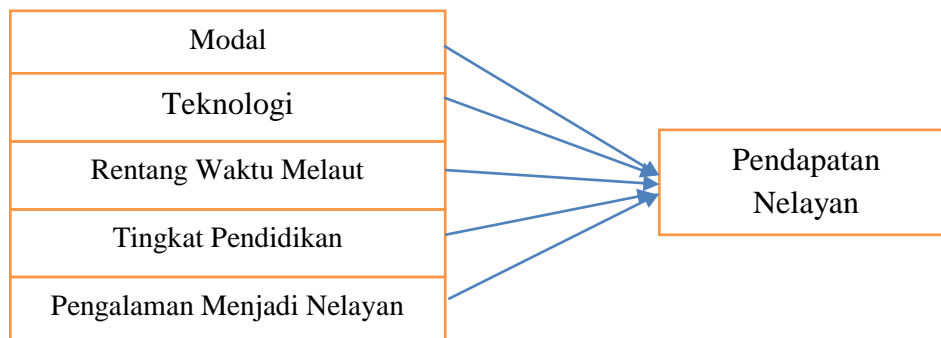 Modal
Teknologi
Rentang Waktu Melaut
Tingkat Pendidikan
Pengalaman Menjadi Nelayan
Pendapatan
Nelayan